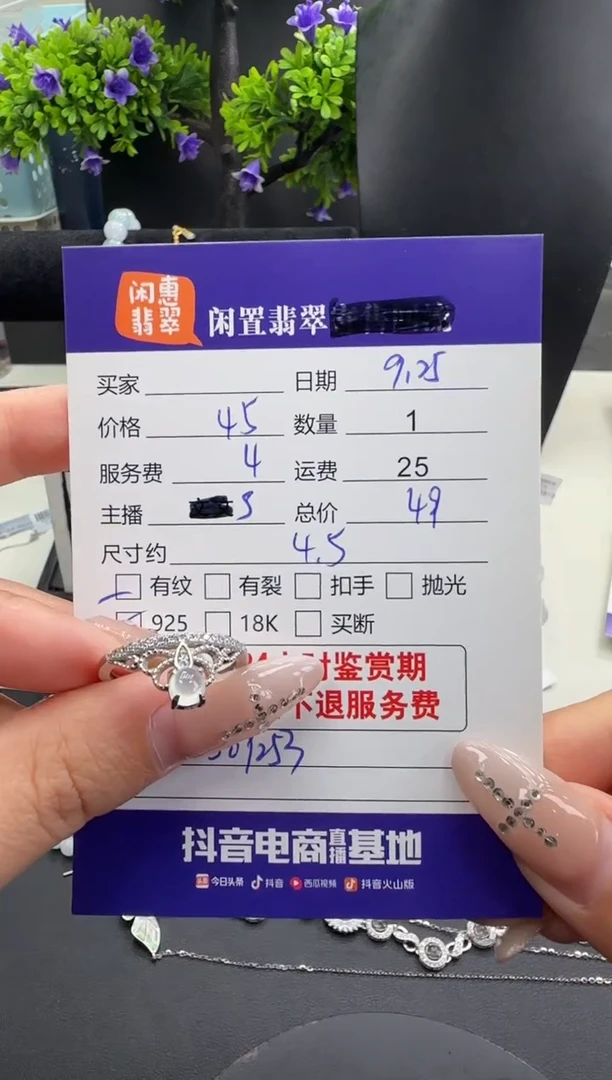 闲惠
翡翠
闲置翡翠
买家 日期 9.25
价格 45 数量 1
服务费 4 运费 25
主播 S 总价 49
尺寸约 4.5
有纹 有裂 扣手 抛光
925 18K 买断
时鉴赏期
不退服务费
抖音电商直播基地
头条 今日头条 抖音 西瓜视频 抖音火山版